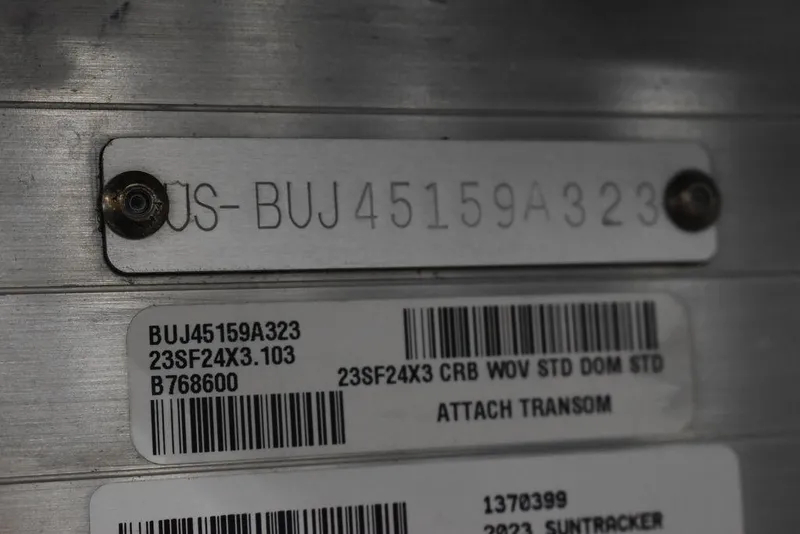 US-BUJ45159A323
BUJ45159A323
23SF24X3.103
B768600
23SF24X3 CRB WOV STD DOM STD
ATTACH TRANSOM
1370399
2023 SUNTRACKER